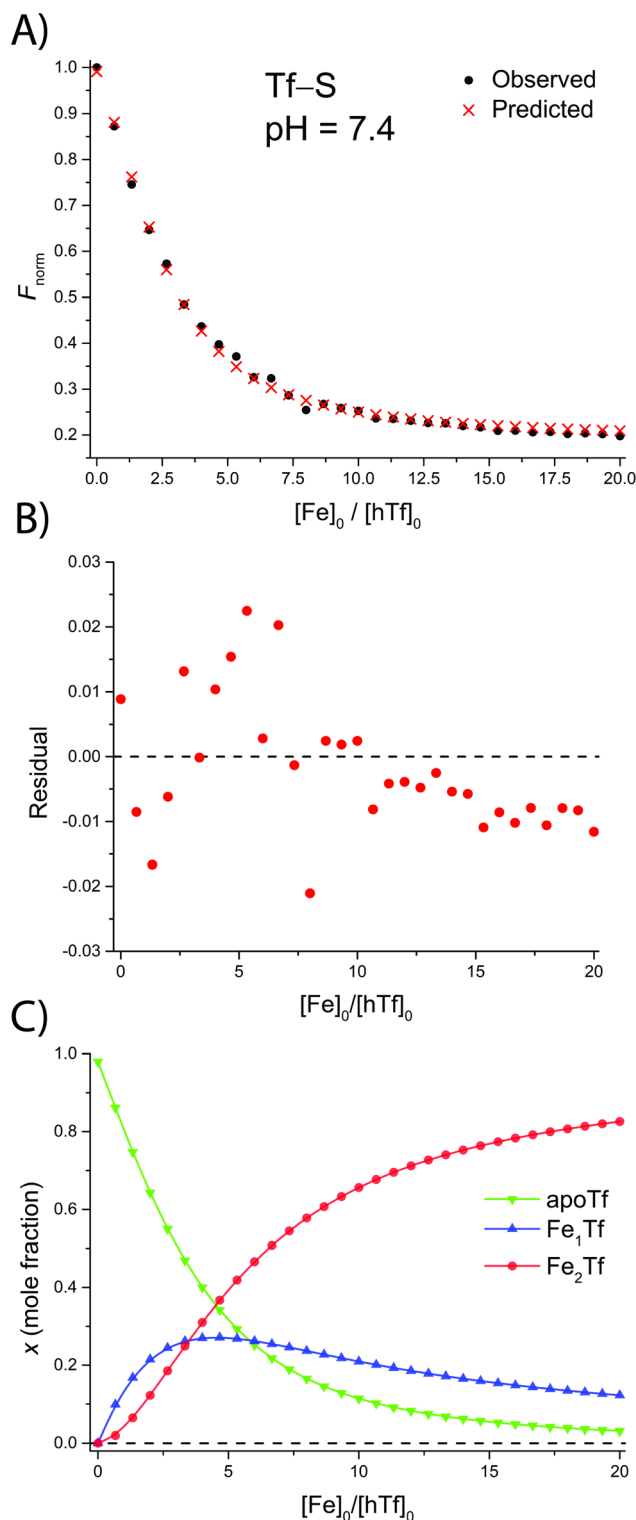 A)
1.0
0.9
0.8
0.7
0.6
0.5
0.4
0.3
0.2
F_norm
Tf–S
pH = 7.4
Observed
Predicted
0.0 2.5 5.0 7.5 10.0 12.5 15.0 17.5 20.0
[Fe]₀ / [hTf]₀
B)
0.03
0.02
0.01
0.00
-0.01
-0.02
-0.03
Residual
0 5 10 15 20
[Fe]₀/[hTf]₀
C)
1.0
0.8
0.6
0.4
0.2
0.0
x (mole fraction)
apoTf
Fe₁Tf
Fe₂Tf
0 5 10 15 20
[Fe]₀/[hTf]₀